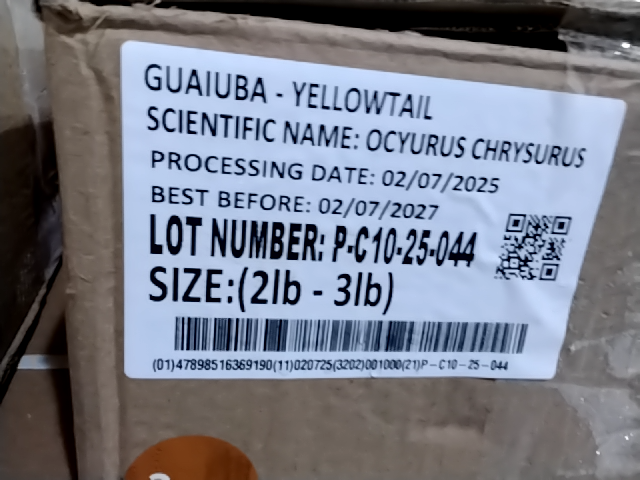 GUAIUBA - YELLOWTAIL
SCIENTIFIC NAME: OCYURUS CHRYSURUS
PROCESSING DATE: 02/07/2025
BEST BEFORE: 02/07/2027
LOT NUMBER: P-C10-25-044
SIZE:(2lb - 3lb)
(01)47898516369190(11)020725(3202)001000(21)P-C10-25-044